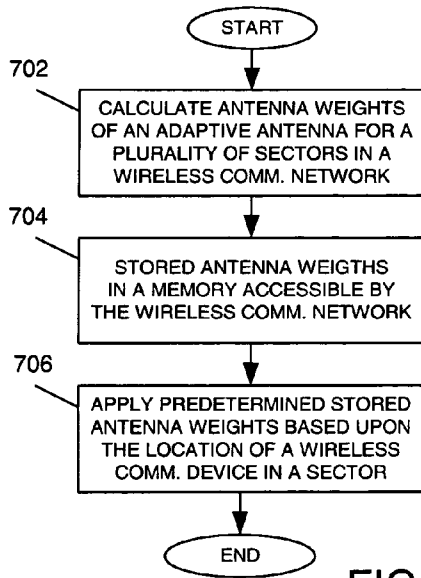 START
702
CALCULATE ANTENNA WEIGHTS
OF AN ADAPTIVE ANTENNA FOR A
PLURALITY OF SECTORS IN A
WIRELESS COMM. NETWORK
704
STORED ANTENNA WEIGTHS
IN A MEMORY ACCESSIBLE BY
THE WIRELESS COMM. NETWORK
706
APPLY PREDETERMINED STORED
ANTENNA WEIGHTS BASED UPON
THE LOCATION OF A WIRELESS
COMM. DEVICE IN A SECTOR
END